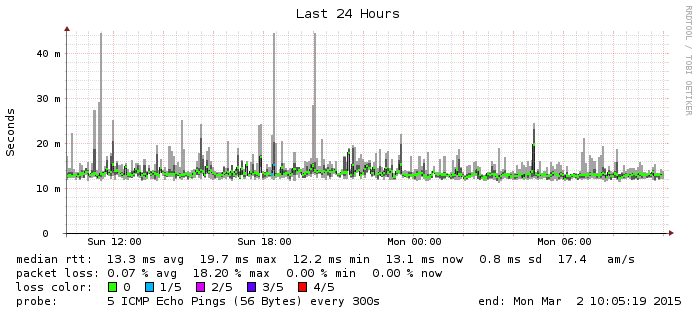 Last 24 Hours
RRDTOOL / TOBI OETIKER
Seconds
40 m
30 m
20 m
10 m
0
Sun 12:00 Sun 18:00 Mon 00:00 Mon 06:00
median rtt: 13.3 ms avg 19.7 ms max 12.2 ms min 13.1 ms now 0.8 ms sd 17.4 am/s
packet loss: 0.07 % avg 18.20 % max 0.00 % min 0.00 % now
loss color: 0 1/5 2/5 3/5 4/5
probe: 5 ICMP Echo Pings (56 Bytes) every 300s end: Mon Mar 2 10:05:19 2015